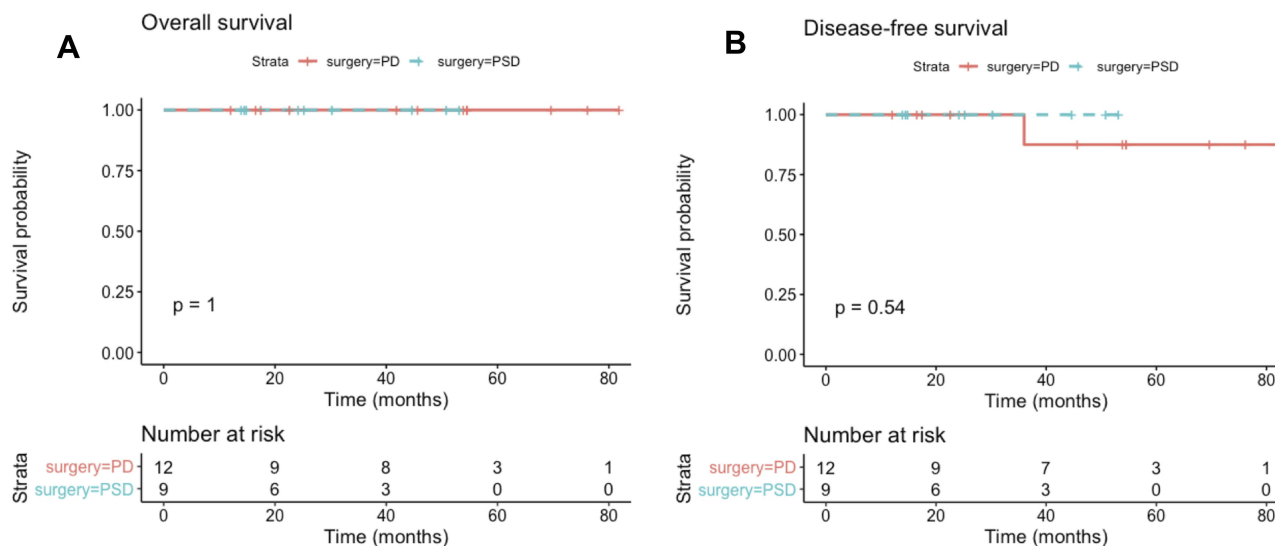 A
Overall survival
Strata surgery=PD surgery=PSD
Survival probability
1.00
0.75
0.50
0.25
0.00
p = 1
0 20 40 60 80
Time (months)
Number at risk
Strata
surgery=PD 12 9 8 3 1
surgery=PSD 9 6 3 0 0
0 20 40 60 80
Time (months)
B
Disease-free survival
Strata surgery=PD surgery=PSD
Survival probability
1.00
0.75
0.50
0.25
0.00
p = 0.54
0 20 40 60 80
Time (months)
Number at risk
Strata
surgery=PD 12 9 7 3 1
surgery=PSD 9 6 3 0 0
0 20 40 60 80
Time (months)